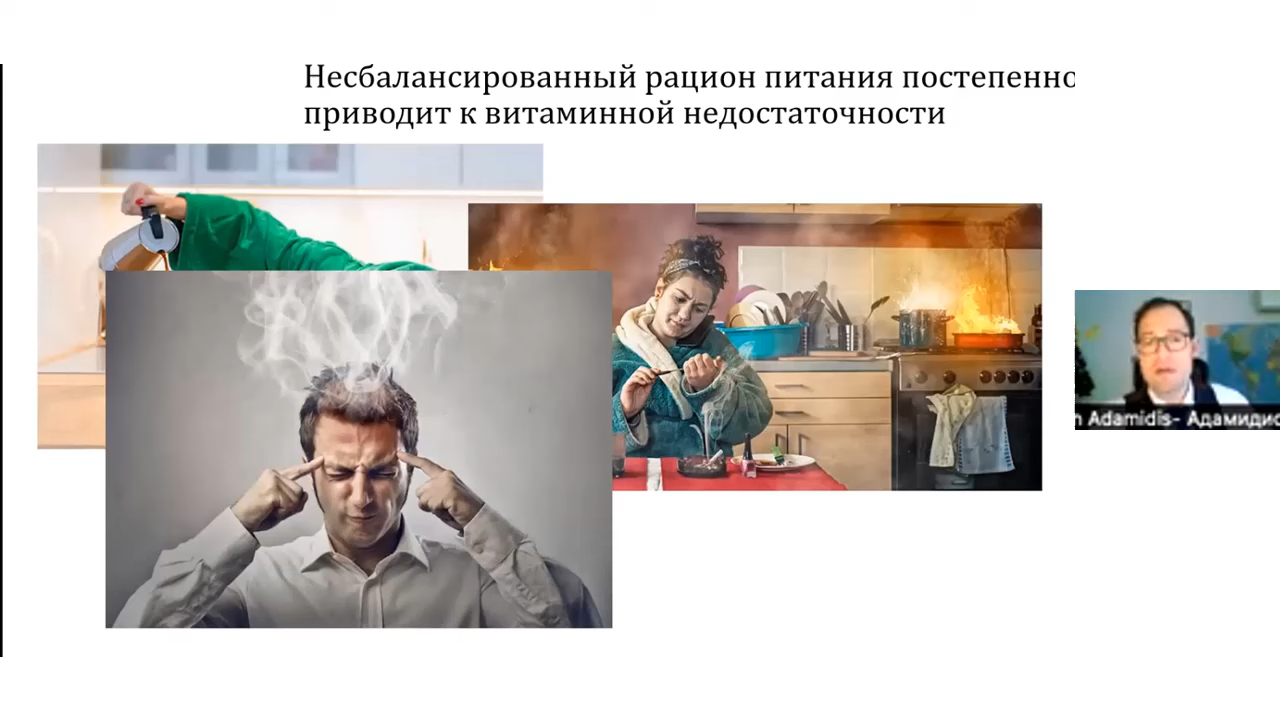 Несбалансированный рацион питания постепенно
приводит к витаминной недостаточности
Adamidis- Адамидис